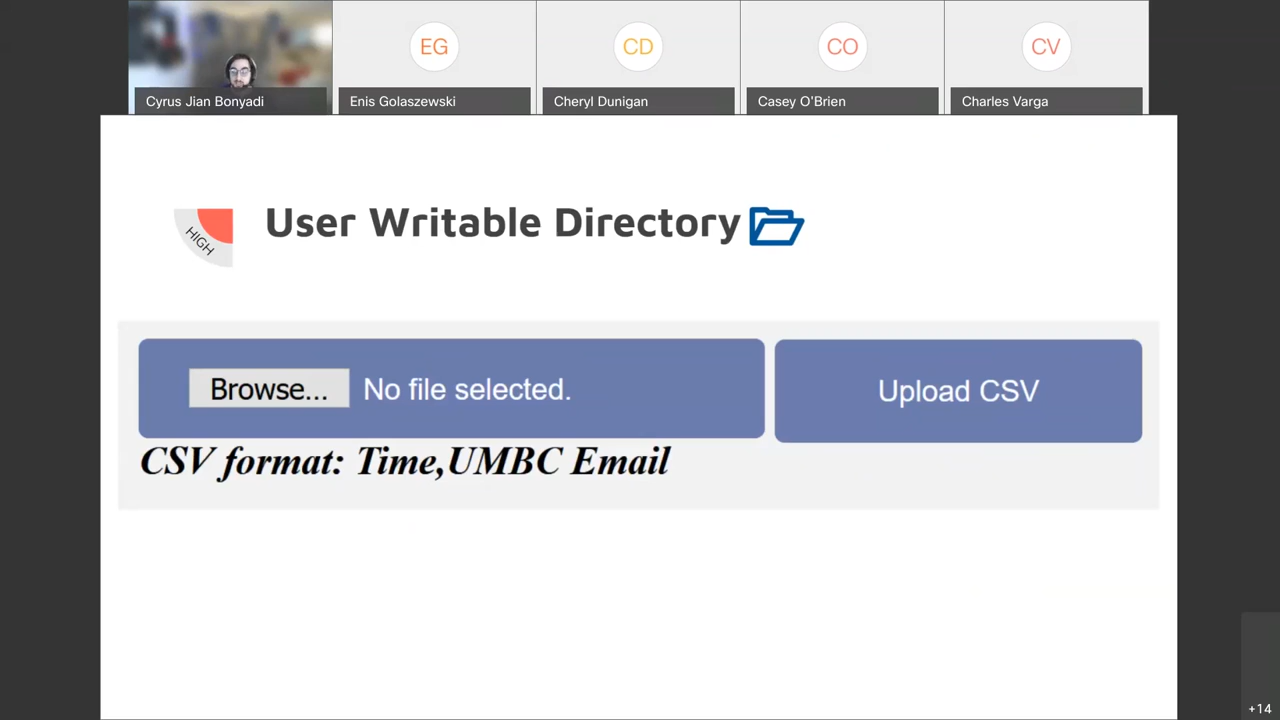 EG
CD
CO
CV
Cyrus Jian Bonyadi
Enis Golaszewski
Cheryl Dunigan
Casey O'Brien
Charles Varga
HIGH
User Writable Directory
Browse... No file selected.
Upload CSV
CSV format: Time,UMBC Email
+14